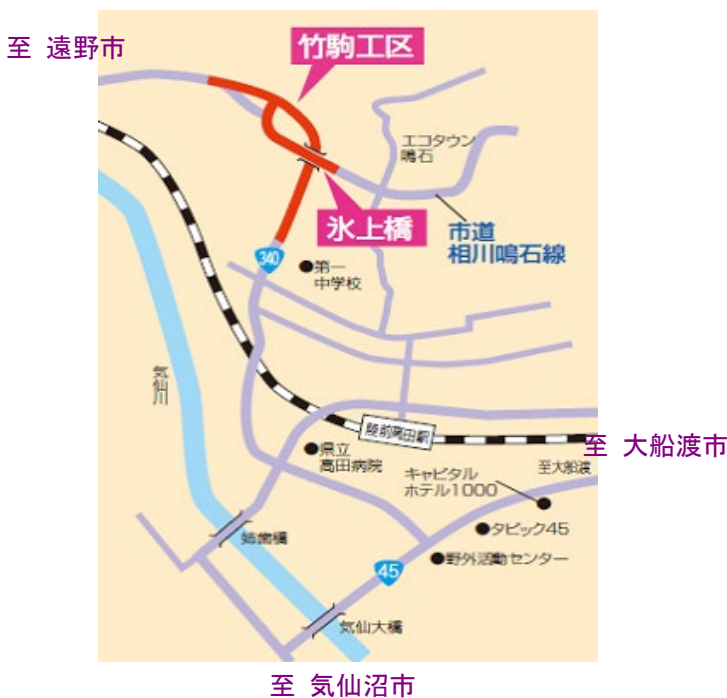 至 遠野市
竹駒工区
エコタウン
鳴石
氷上橋
市道
相川鳴石線
340
第一
中学校
気仙川
陸前高田駅
至 大船渡市
県立
高田病院
キャピタル
ホテル1000
至大船渡
タピック45
姉歯橋
野外活動センター
45
気仙大橋
至 気仙沼市